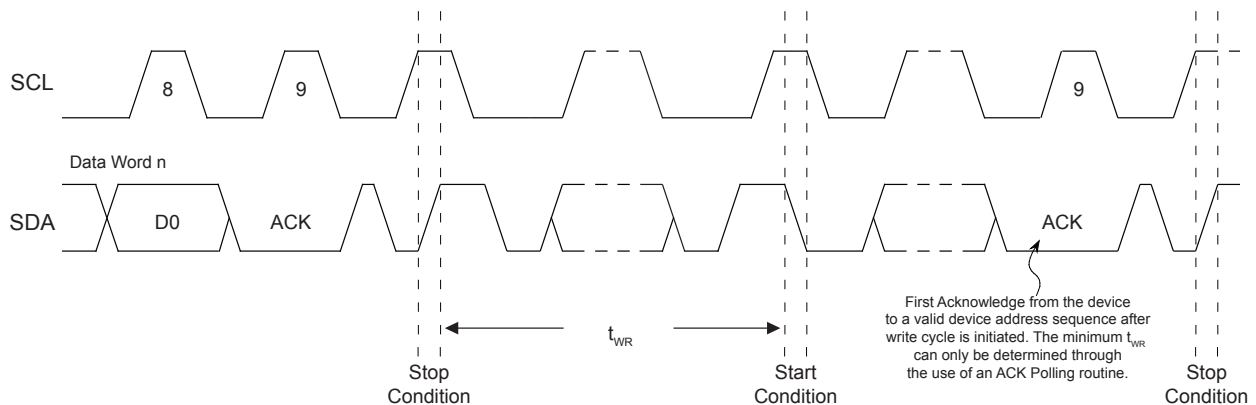 SCL
8
9
9
Data Word n
SDA
D0
ACK
ACK
First Acknowledge from the device
to a valid device address sequence after
write cycle is initiated. The minimum tWR
can only be determined through
the use of an ACK Polling routine.
tWR
Stop
Condition
Start
Condition
Stop
Condition